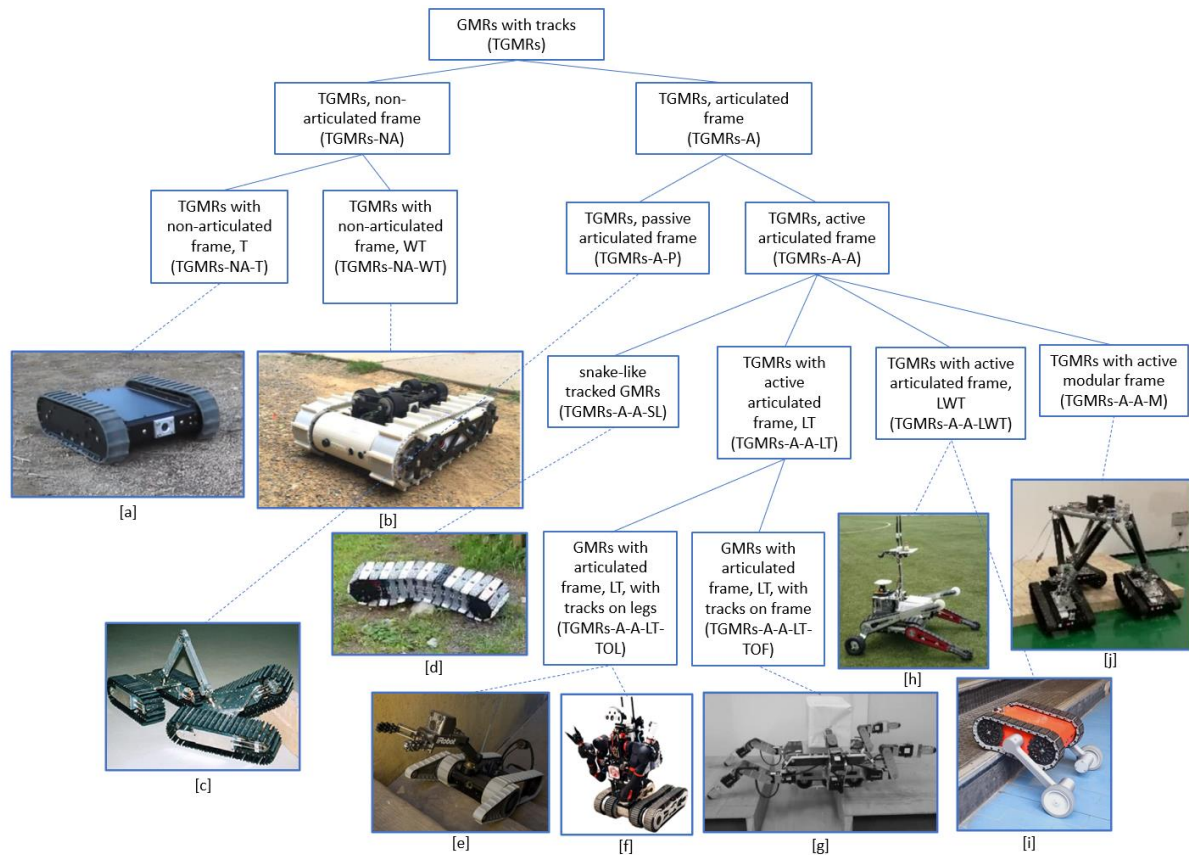 GMRs with tracks
(TGMRs)
TGMRs, non-
articulated frame
(TGMRs-NA)
TGMRs, articulated
frame
(TGMRs-A)
TGMRs with
non-articulated
frame, T
(TGMRs-NA-T)
TGMRs with
non-articulated
frame, WT
(TGMRs-NA-WT)
TGMRs, passive
articulated frame
(TGMRs-A-P)
TGMRs, active
articulated frame
(TGMRs-A-A)
snake-like
tracked GMRs
(TGMRs-A-A-SL)
TGMRs with
active
articulated
frame, LT
(TGMRs-A-A-LT)
TGMRs with active
articulated frame,
LWT
(TGMRs-A-A-LWT)
TGMRs with active
modular frame
(TGMRs-A-A-M)
[a]
[b]
GMRs with
articulated
frame, LT, with
tracks on legs
(TGMRs-A-A-LT-
TOL)
GMRs with
articulated
frame, LT, with
tracks on frame
(TGMRs-A-A-LT-
TOF)
[d]
[h]
[j]
[c]
iRobot
[e]
[f]
[g]
[i]